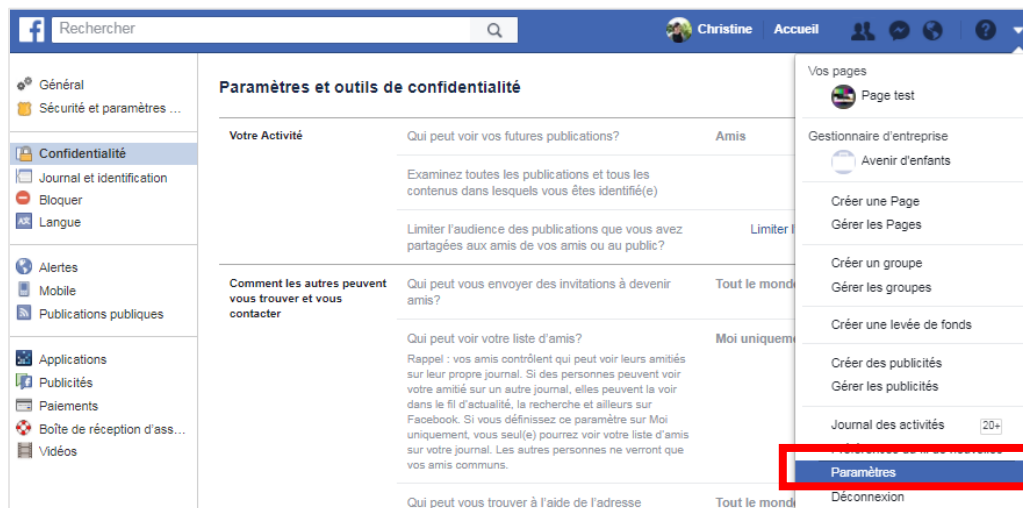 Rechercher
Christine Accueil
Général
Sécurité et paramètres ...
Confidentialité
Journal et identification
Bloquer
Langue
Alertes
Mobile
Publications publiques
Applications
Publicités
Paiements
Boîte de réception d'ass...
Vidéos
Paramètres et outils de confidentialité
Votre Activité
Qui peut voir vos futures publications?
Amis
Examinez toutes les publications et tous les
contenus dans lesquels vous êtes identifié(e)
Limiter l'audience des publications que vous avez
partagées aux amis de vos amis ou au public?
Limiter l
Comment les autres peuvent
vous trouver et vous
contacter
Qui peut vous envoyer des invitations à devenir
amis?
Tout le monde
Qui peut voir votre liste d'amis?
Moi uniquem
Rappel : vos amis contrôlent qui peut voir leurs amitiés
sur leur propre journal. Si des personnes peuvent voir
votre amitié sur un autre journal, elles peuvent la voir
dans le fil d'actualité, la recherche et ailleurs sur
Facebook. Si vous définissez ce paramètre sur Moi
uniquement, vous seul(e) pourrez voir votre liste d'amis
sur votre journal. Les autres personnes ne verront que
vos amis communs.
Qui peut vous trouver à l'aide de l'adresse
Tout le monde
Vos pages
Page test
Gestionnaire d'entreprise
Avenir d'enfants
Créer une Page
Gérer les Pages
Créer un groupe
Gérer les groupes
Créer une levée de fonds
Créer des publicités
Gérer les publicités
Journal des activités 20+
Paramètres
Déconnexion